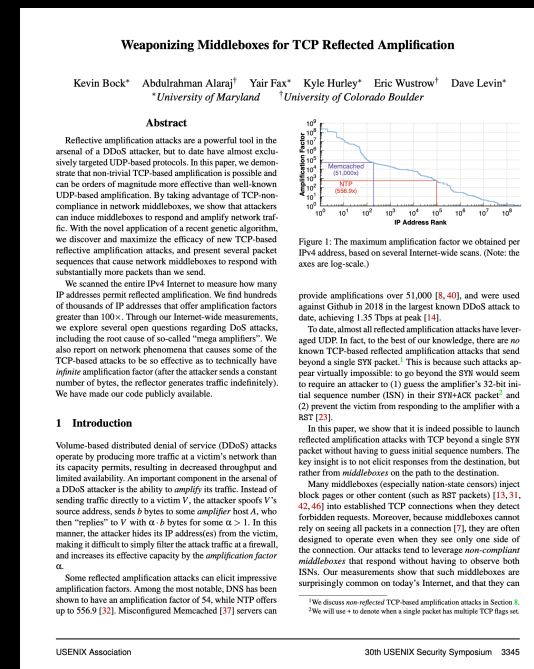 Weaponizing Middleboxes for TCP Reflected Amplification
Kevin Bock* Abdulrahman Alaraj† Yair Fax* Kyle Hurley* Eric Wustrow† Dave Levin*
*University of Maryland †University of Colorado Boulder
Abstract
Reflective amplification attacks are a powerful tool in the
arsenal of a DDoS attacker, but to date have almost exclu-
sively targeted UDP-based protocols. In this paper, we demon-
strate that non-trivial TCP-based amplification is possible and
can be orders of magnitude more effective than well-known
UDP-based amplification. By taking advantage of TCP-non-
compliance in network middleboxes, we show that attackers
can induce middleboxes to respond and amplify network traf-
fic. With the novel application of a recent genetic algorithm,
we discover and maximize the efficacy of new TCP-based
reflective amplification attacks, and present several packet
sequences that cause network middleboxes to respond with
substantially more packets than we send.
We scanned the entire IPv4 Internet to measure how many
IP addresses permit reflected amplification. We find hundreds
of thousands of IP addresses that offer amplification factors
greater than 100×. Through our Internet-wide measurements,
we explore several open questions regarding DoS attacks,
including the root cause of so-called "mega amplifiers". We
also report on network phenomena that causes some of the
TCP-based attacks to be so effective as to technically have
infinite amplification factor (after the attacker sends a constant
number of bytes, the reflector generates traffic indefinitely).
We have made our code publicly available.
1 Introduction
Volume-based distributed denial of service (DDoS) attacks
operate by producing more traffic at a victim's network than
its capacity permits, resulting in decreased throughput and
limited availability. An important component in the arsenal of
a DDoS attacker is the ability to amplify its traffic. Instead of
sending traffic directly to a victim V, the attacker spoofs V's
source address, sends b bytes to some amplifier host A, who
then "replies" to V with α · b bytes for some α > 1. In this
manner, the attacker hides its IP address(es) from the victim,
making it difficult to simply filter the attack traffic at a firewall,
and increases its effective capacity by the amplification factor
α.
Some reflected amplification attacks can elicit impressive
amplification factors. Among the most notable, DNS has been
shown to have an amplification factor of 54, while NTP offers
up to 556.9 [32]. Misconfigured Memcached [37] servers can
Amplification Factor
10⁹
10⁸
10⁷
10⁶
10⁵
10⁴
10³
10²
10¹
10⁰
Memcached
(51,000x)
NTP
(556.9x)
10⁰ 10¹ 10² 10³ 10⁴ 10⁵ 10⁶ 10⁷ 10⁸
IP Address Rank
Figure 1: The maximum amplification factor we obtained per
IPv4 address, based on several Internet-wide scans. (Note: the
axes are log-scale.)
provide amplifications over 51,000 [8, 40], and were used
against Github in 2018 in the largest known DDoS attack to
date, achieving 1.35 Tbps at peak [14].
To date, almost all reflected amplification attacks have lever-
aged UDP. In fact, to the best of our knowledge, there are no
known TCP-based reflected amplification attacks that send
beyond a single SYN packet.¹ This is because such attacks ap-
pear virtually impossible: to go beyond the SYN would seem
to require an attacker to (1) guess the amplifier's 32-bit ini-
tial sequence number (ISN) in their SYN+ACK packet² and
(2) prevent the victim from responding to the amplifier with a
RST [23].
In this paper, we show that it is indeed possible to launch
reflected amplification attacks with TCP beyond a single SYN
packet without having to guess initial sequence numbers. The
key insight is to not elicit responses from the destination, but
rather from middleboxes on the path to the destination.
Many middleboxes (especially nation-state censors) inject
block pages or other content (such as RST packets) [13, 31,
42, 46] into established TCP connections when they detect
forbidden requests. Moreover, because middleboxes cannot
rely on seeing all packets in a connection [7], they are often
designed to operate even when they see only one side of
the connection. Our attacks tend to leverage non-compliant
middleboxes that respond without having to observe both
ISNs. Our measurements show that such middleboxes are
surprisingly common on today's Internet, and that they can
¹We discuss non-reflected TCP-based amplification attacks in Section 8.
²We will use + to denote when a single packet has multiple TCP flags set.
USENIX Association
30th USENIX Security Symposium 3345